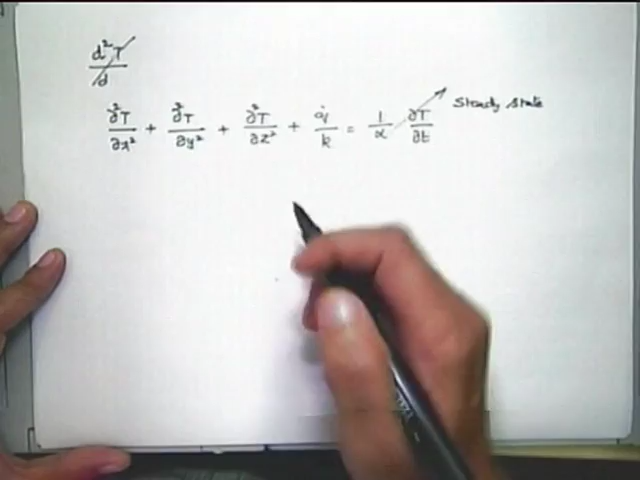 d²T/d
∂²T/∂x² + ∂²T/∂y² + ∂²T/∂z² + q̇/k = 1/α ∂T/∂t Steady state